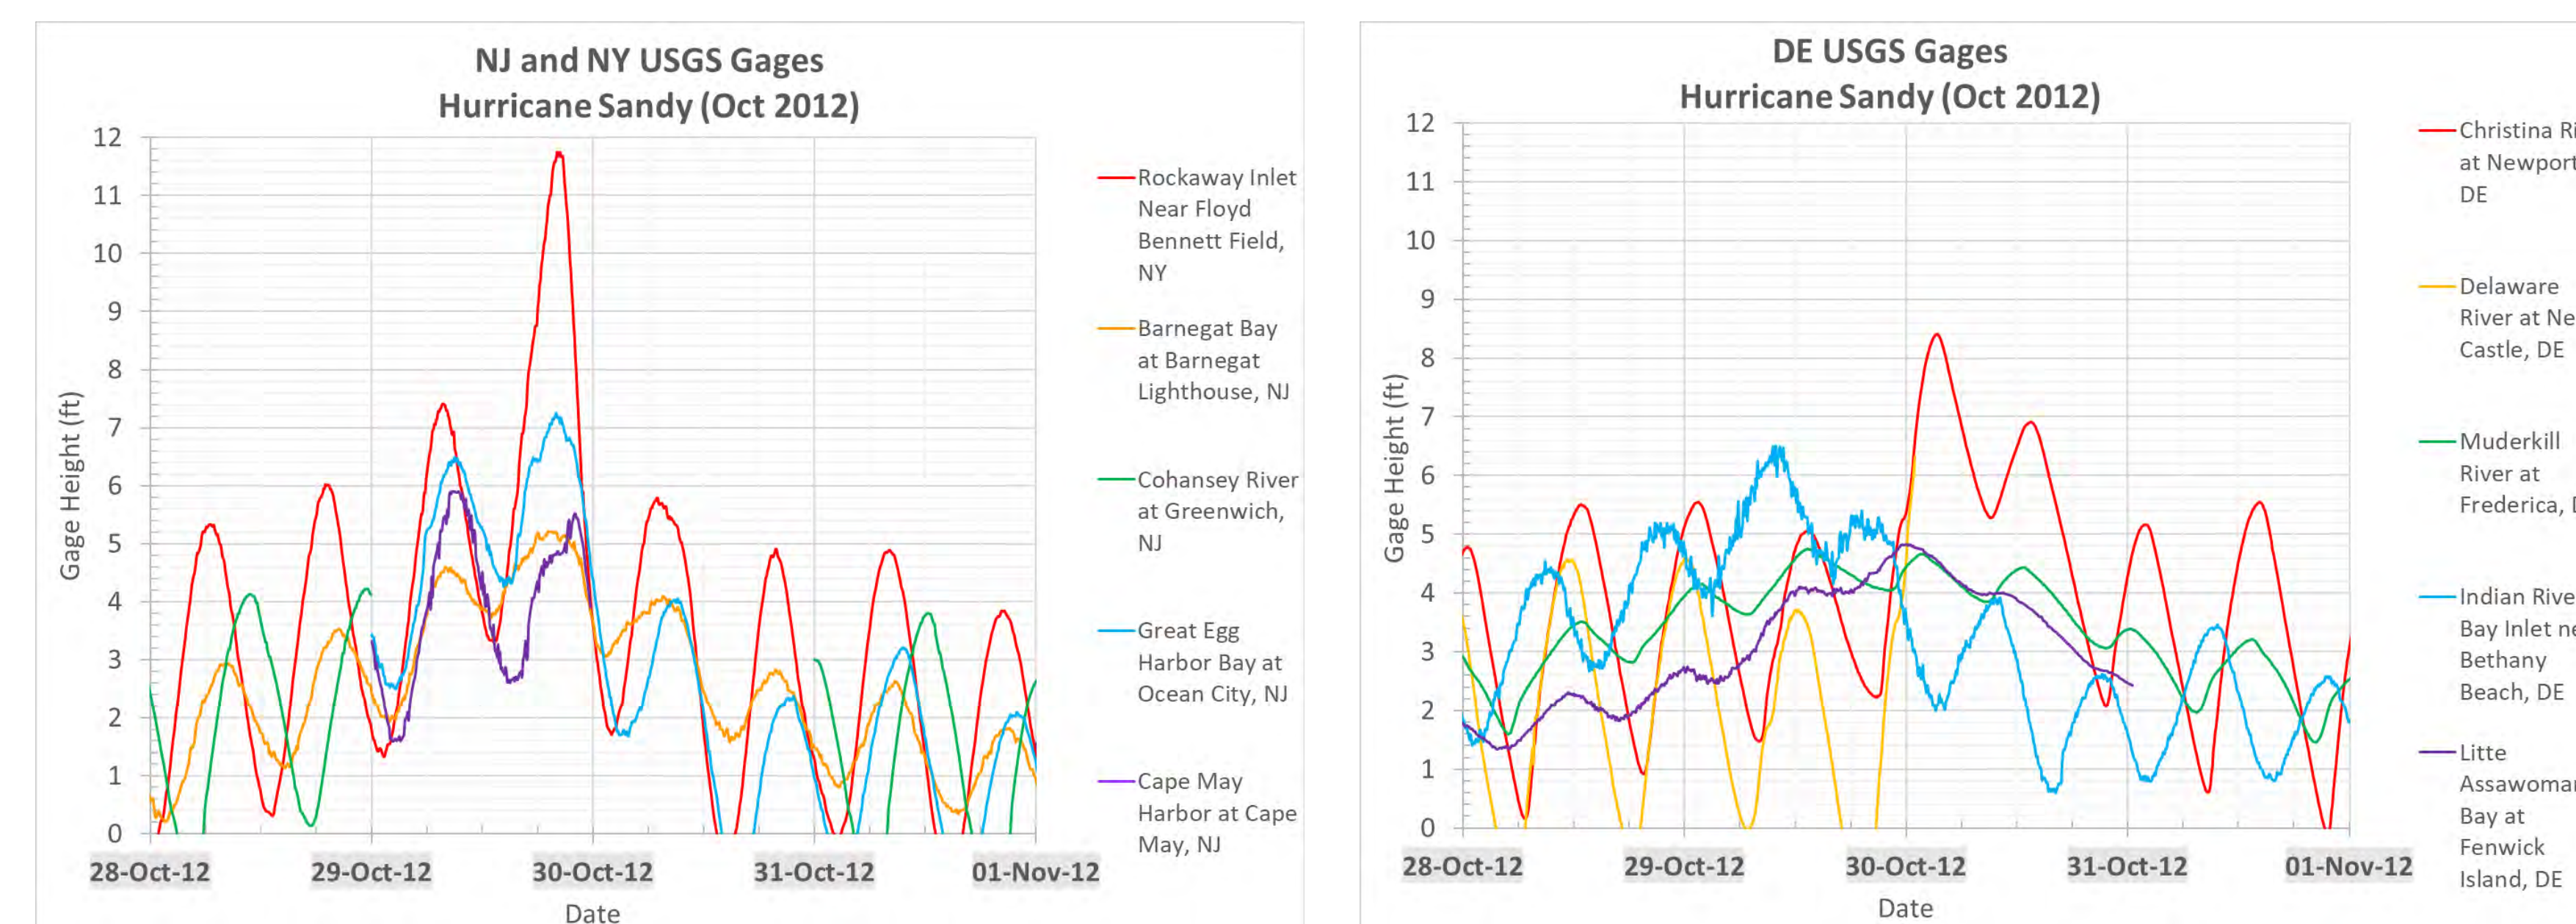 NJ and NY USGS Gages
Hurricane Sandy (Oct 2012)
12
11
10
9
8
7
6
5
4
3
2
1
0
Gage Height (ft)
28-Oct-12
29-Oct-12
30-Oct-12
31-Oct-12
01-Nov-12
Date
Rockaway Inlet
Near Floyd
Bennett Field,
NY
Barnegat Bay
at Barnegat
Lighthouse, NJ
Cohansey River
at Greenwich,
NJ
Great Egg
Harbor Bay at
Ocean City, NJ
Cape May
Harbor at Cape
May, NJ
DE USGS Gages
Hurricane Sandy (Oct 2012)
12
11
10
9
8
7
6
5
4
3
2
1
0
Gage Height (ft)
28-Oct-12
29-Oct-12
30-Oct-12
31-Oct-12
01-Nov-12
Date
Christina
at Newport
DE
Delaware
River at
Castle, DE
Muderkill
River at
Frederica,
Indian
Bay Inlet
Bethany
Beach, DE
Litte
Bay at
Fenwick
Island, DE